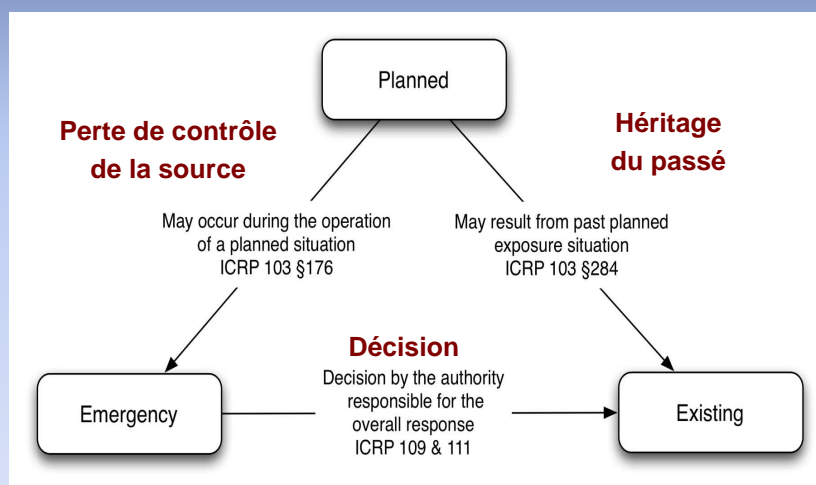 Planned
Perte de contrôle
de la source
Héritage
du passé
May occur during the operation
of a planned situation
ICRP 103 §176
May result from past planned
exposure situation
ICRP 103 §284
Décision
Decision by the authority
responsible for the
overall response
ICRP 109 & 111
Emergency
Existing